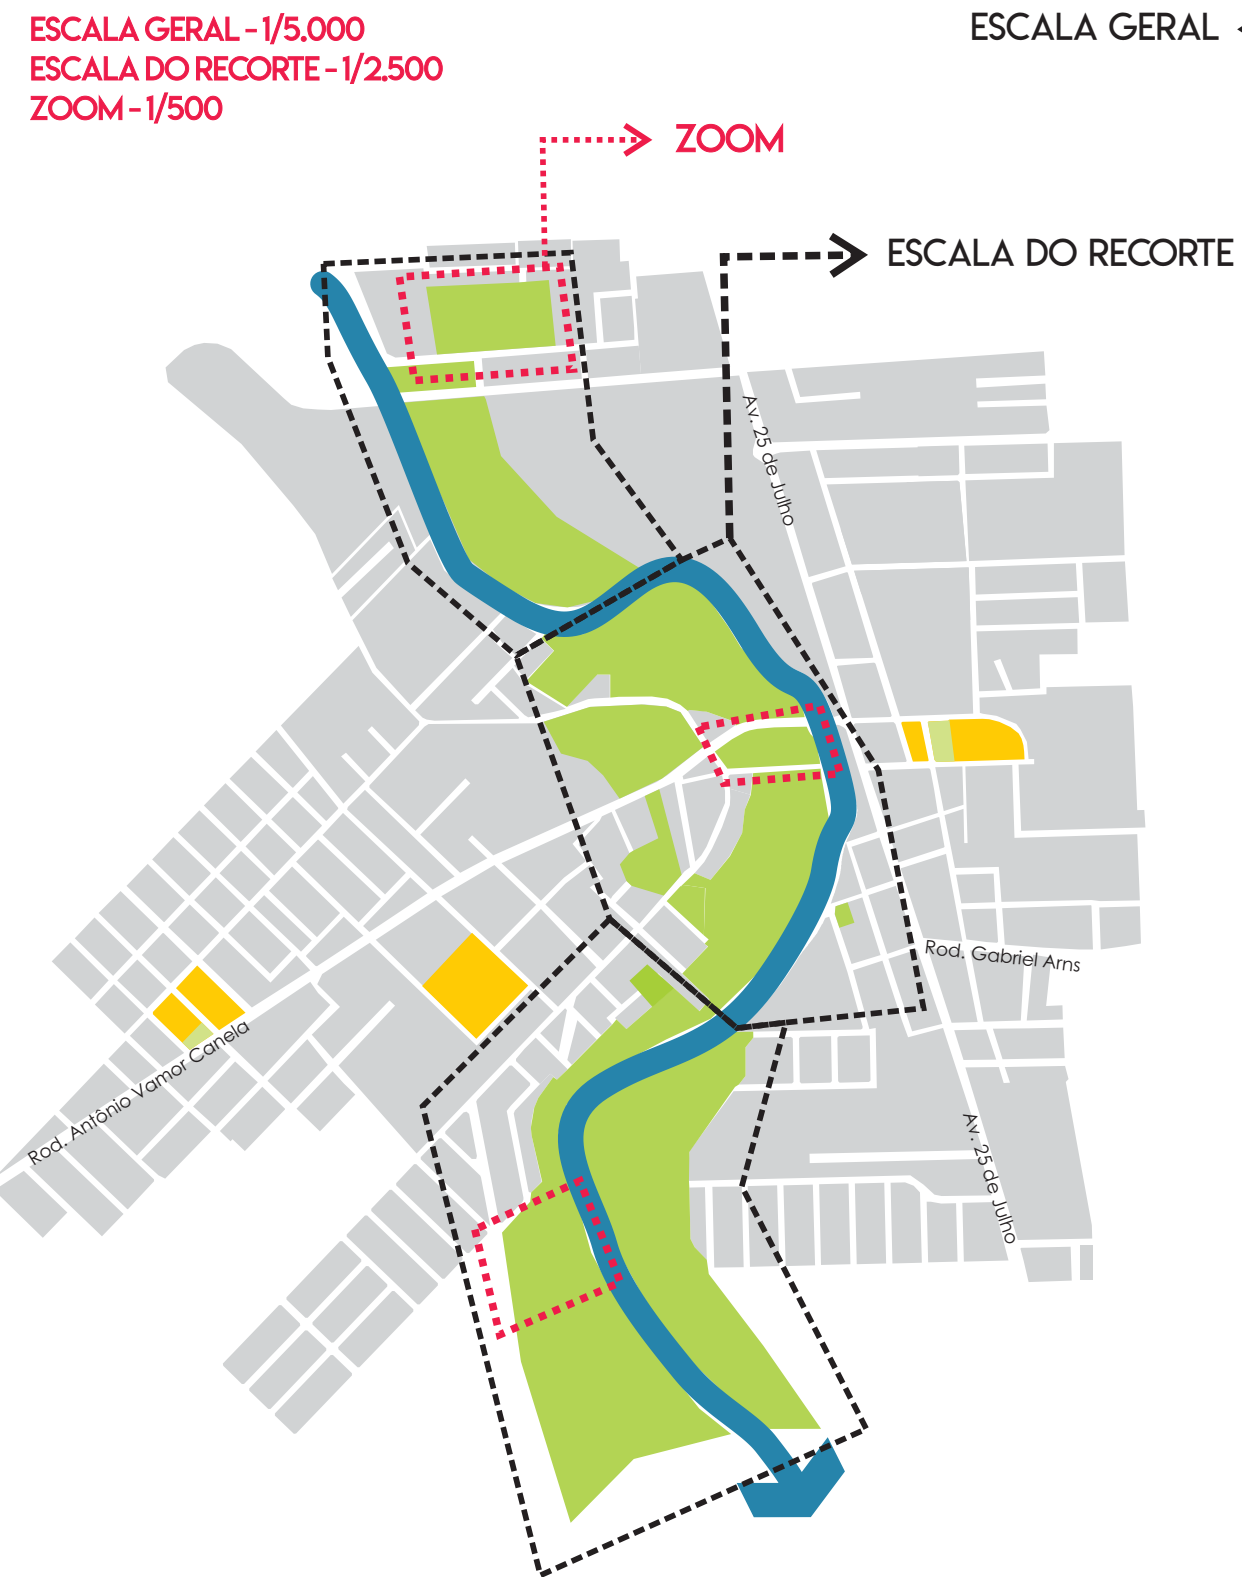 ESCALA GERAL - 1/5.000
ESCALA DO RECORTE - 1/2.500
ZOOM - 1/500
ESCALA GERAL
ZOOM
ESCALA DO RECORTE
Av. 25 de Julho
Rod. Gabriel Arns
Rod. Antônio Vamor Canela
Av. 25 de Julho